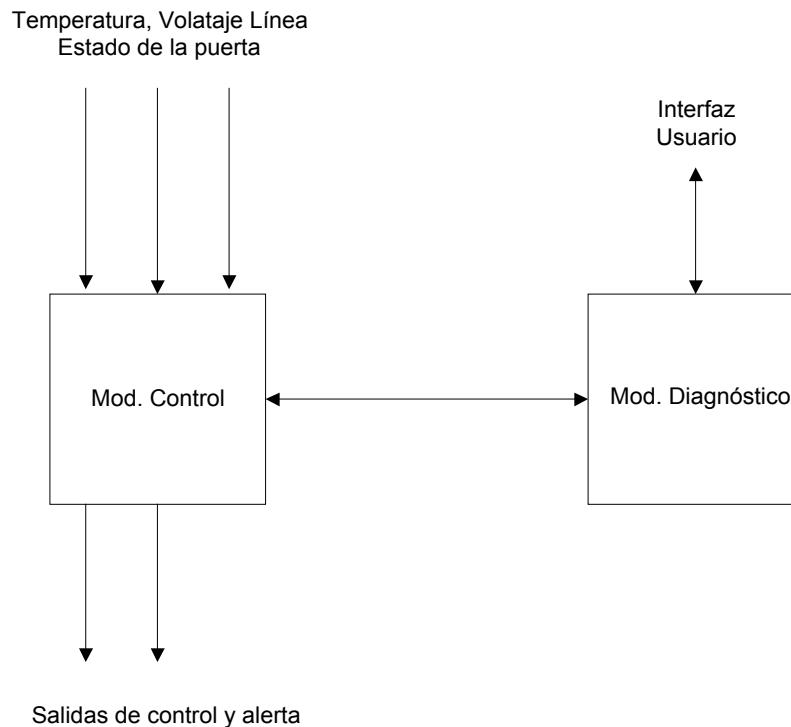 Temperatura, Volataje Línea
Estado de la puerta
Interfaz
Usuario
Mod. Control
Mod. Diagnóstico
Salidas de control y alerta